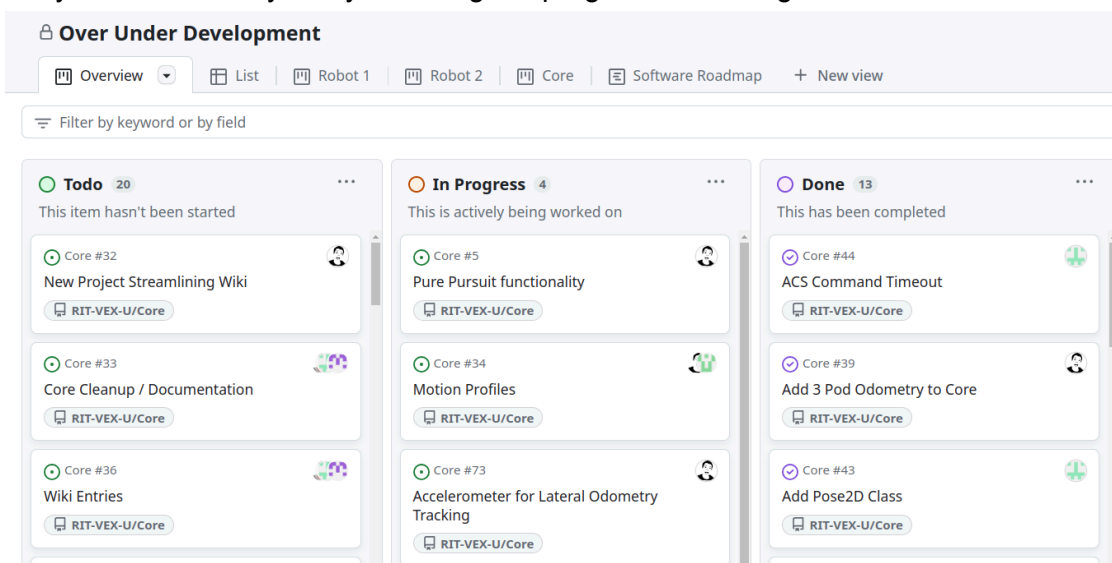 Over Under Development
Overview
List
Robot 1
Robot 2
Core
Software Roadmap
+ New view
Filter by keyword or by field
Todo 20
This item hasn't been started
Core #32
New Project Streamlining Wiki
RIT-VEX-U/Core
Core #33
Core Cleanup / Documentation
RIT-VEX-U/Core
Core #36
Wiki Entries
RIT-VEX-U/Core
In Progress 4
This is actively being worked on
Core #5
Pure Pursuit functionality
RIT-VEX-U/Core
Core #34
Motion Profiles
RIT-VEX-U/Core
Core #73
Accelerometer for Lateral Odometry
Tracking
RIT-VEX-U/Core
Done 13
This has been completed
Core #44
ACS Command Timeout
RIT-VEX-U/Core
Core #39
Add 3 Pod Odometry to Core
RIT-VEX-U/Core
Core #43
Add Pose2D Class
RIT-VEX-U/Core